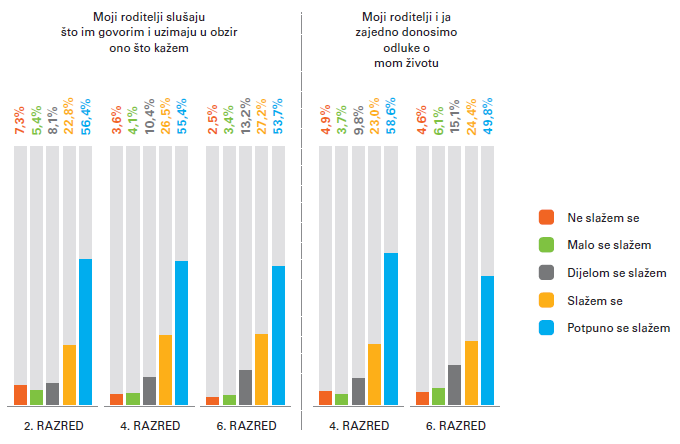 Moji roditelji slušaju
što im govorim i uzimaju u obzir
ono što kažem
7,3%
5,4%
8,1%
22,8%
56,4%
3,6%
4,1%
10,4%
26,5%
55,4%
2,5%
3,4%
13,2%
27,2%
53,7%
2. RAZRED
4. RAZRED
6. RAZRED
Moji roditelji i ja
zajedno donosimo
odluke o
mom životu
4,9%
3,7%
9,8%
23,0%
58,6%
4,6%
6,1%
15,1%
24,4%
49,8%
4. RAZRED
6. RAZRED
Ne slažem se
Malo se slažem
Dijelom se slažem
Slažem se
Potpuno se slažem